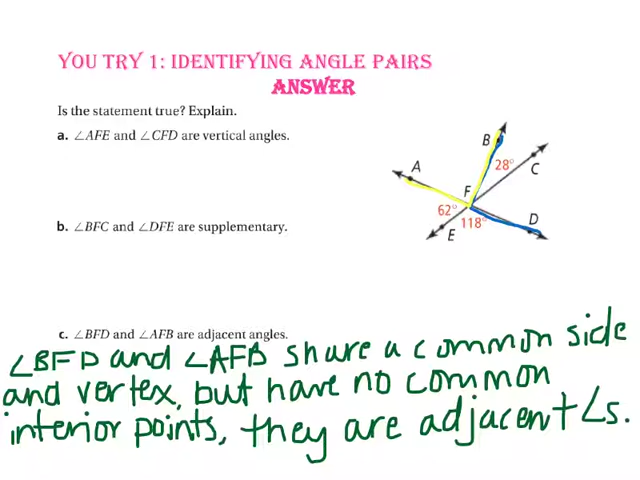 YOU TRY 1: IDENTIFYING ANGLE PAIRS
ANSWER
Is the statement true? Explain.
a. ∠AFE and ∠CFD are vertical angles.
B
28°
C
A
F
62°
118°
D
E
b. ∠BFC and ∠DFE are supplementary.
c. ∠BFD and ∠AFB are adjacent angles.
∠BFD and ∠AFB share a common side
and vertex, but have no common
interior points, they are adjacent ∠s.